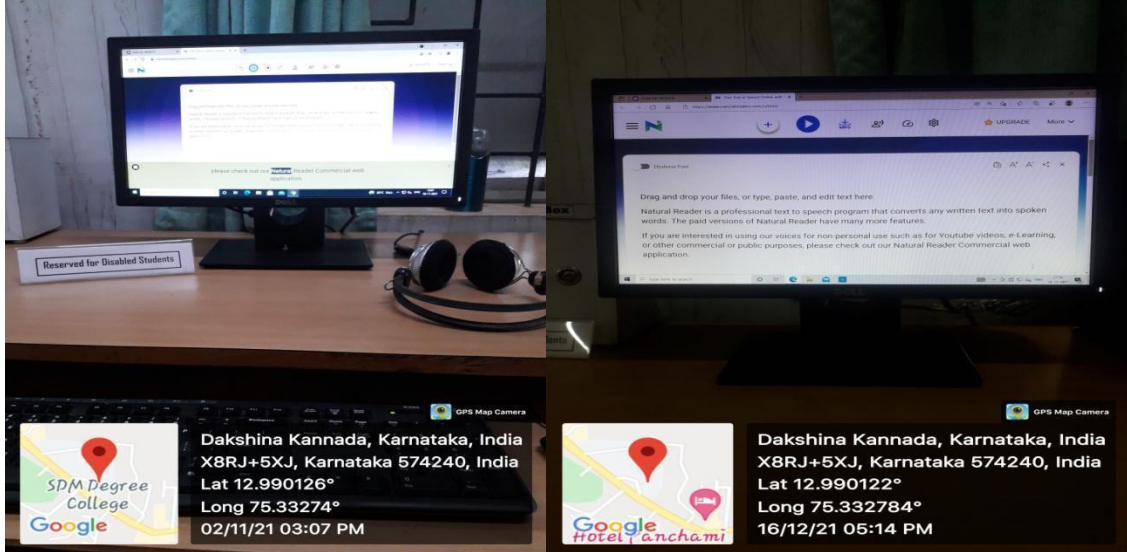 please check out our Natural Reader Commercial web
application.
DELL
Reserved for Disabled Students
GPS Map Camera
SDM Degree
College
Google
Dakshina Kannada, Karnataka, India
X8RJ+5XJ, Karnataka 574240, India
Lat 12.990126°
Long 75.33274°
02/11/21 03:07 PM
UPGRADE
More
Drag and drop your files, or type, paste, and edit text here.
Natural Reader is a professional text to speech program that converts any written text into spoken
words. The paid versions of Natural Reader have many more features.
If you are interested in using our voices for non-personal use such as for Youtube videos, e-Learning,
or other commercial or public purposes, please check out our Natural Reader Commercial web
application.
Type here to search
DELL
GPS Map Camera
Google
Hotel Panchami
Dakshina Kannada, Karnataka, India
X8RJ+5XJ, Karnataka 574240, India
Lat 12.990122°
Long 75.332784°
16/12/21 05:14 PM